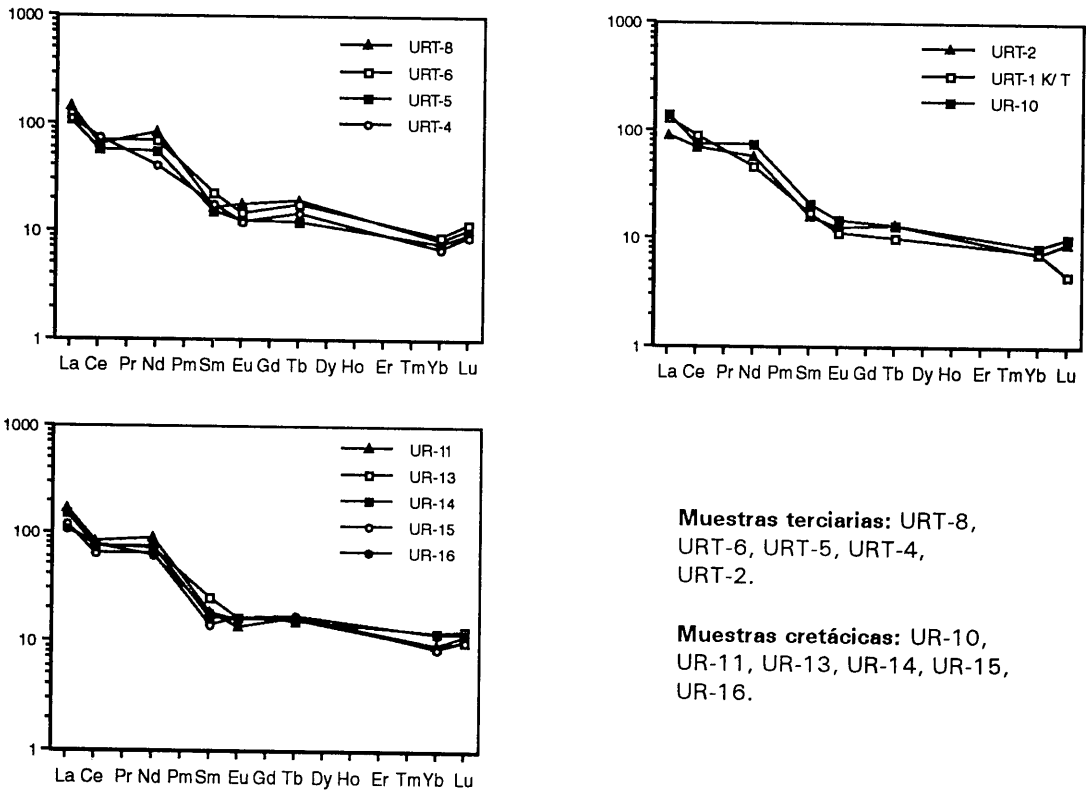 1000
100
10
1
URT-8
URT-6
URT-5
URT-4
La Ce Pr Nd Pm Sm Eu Gd Tb Dy Ho Er Tm Yb Lu
1000
100
10
1
URT-2
URT-1 K/T
UR-10
La Ce Pr Nd Pm Sm Eu Gd Tb Dy Ho Er Tm Yb Lu
1000
100
10
1
UR-11
UR-13
UR-14
UR-15
UR-16
La Ce Pr Nd Pm Sm Eu Gd Tb Dy Ho Er Tm Yb Lu
Muestras terciarias: URT-8,
URT-6, URT-5, URT-4,
URT-2.
Muestras cretácicas: UR-10,
UR-11, UR-13, UR-14, UR-15,
UR-16.